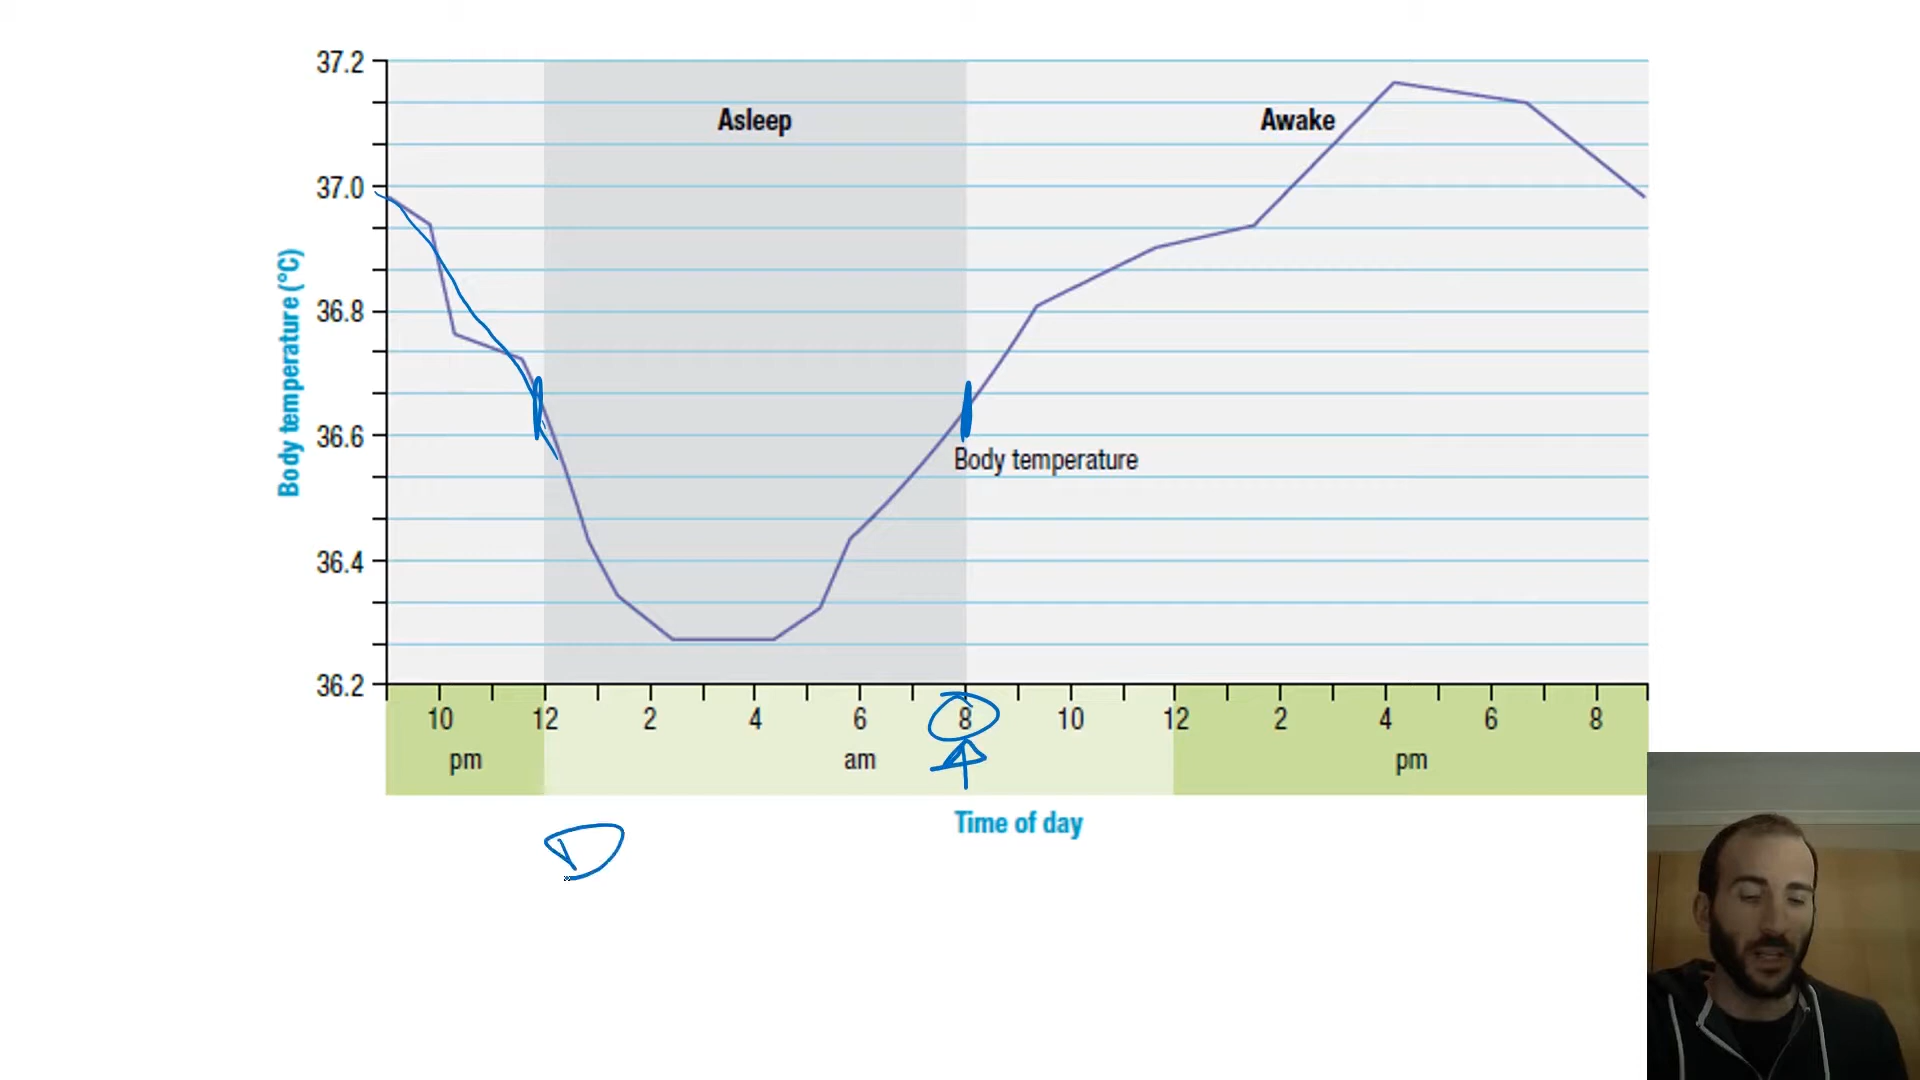 37.2
Asleep
Awake
37.0
36.8
36.6
Body temperature
36.4
36.2
Body temperature (°C)
10 12 2 4 6 8 10 12 2 4 6 8
pm am pm
Time of day
D